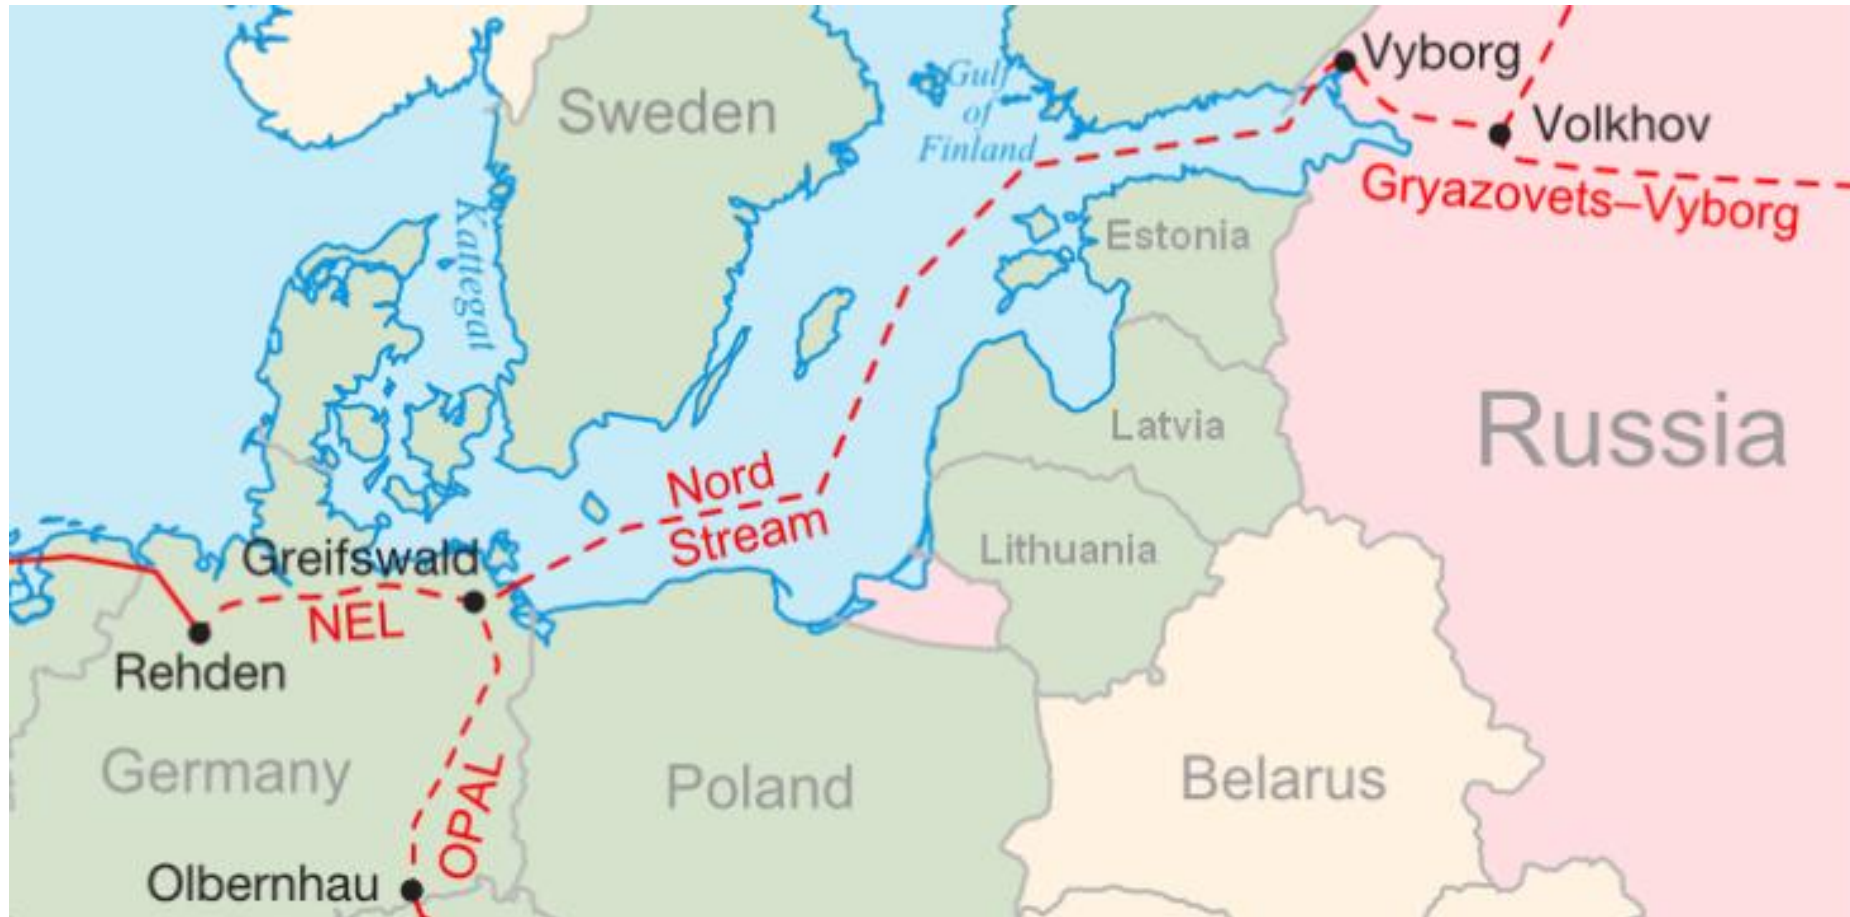 Vyborg
Gulf
of
Finland
Sweden
Volkhov
Gryazovets–Vyborg
Kattegat
Estonia
Latvia
Russia
Nord
Stream
Lithuania
Greifswald
NEL
Rehden
Germany
Poland
Belarus
OPAL
Olbernhau